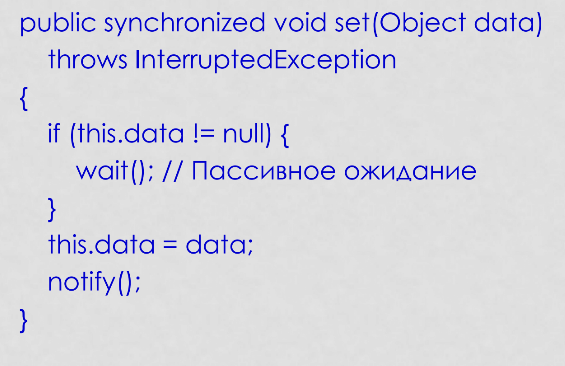 public synchronized void set(Object data)
throws InterruptedException
{
if (this.data != null) {
wait(); // Пассивное ожидание
}
this.data = data;
notify();
}